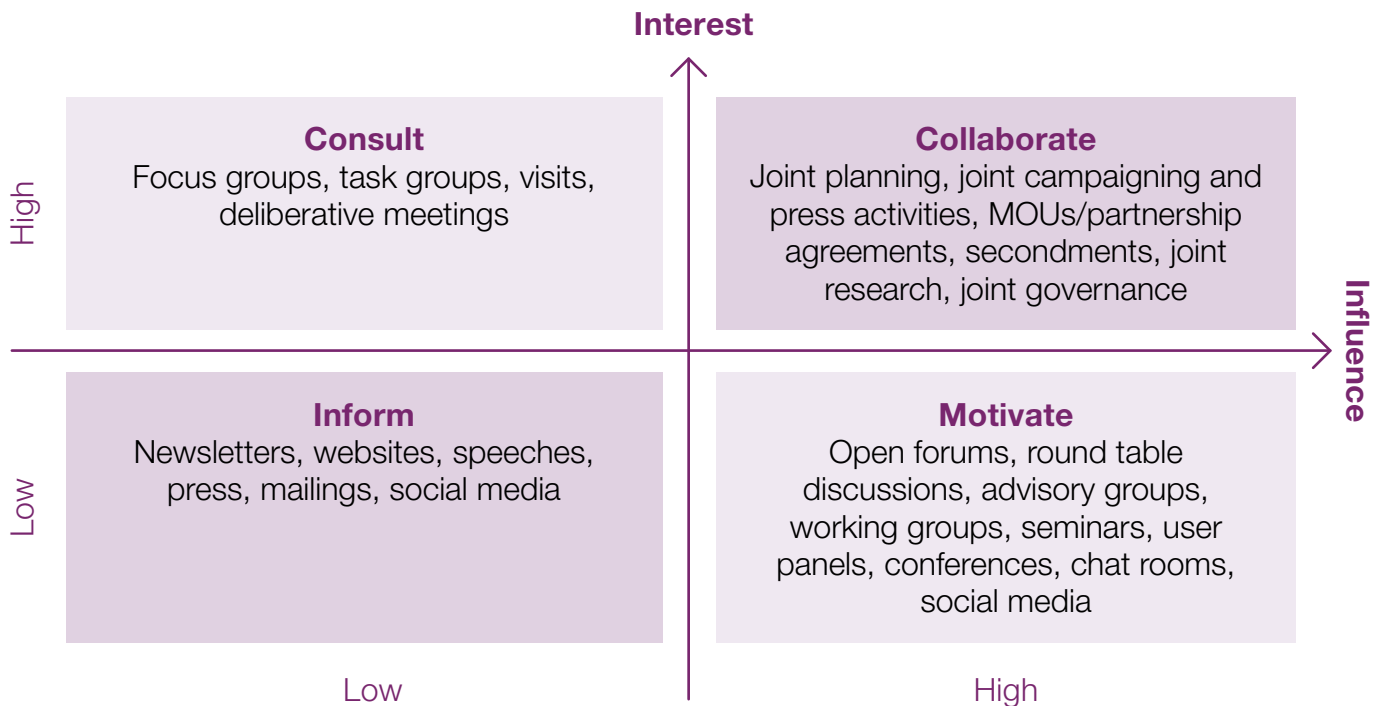 Interest
High
Consult
Focus groups, task groups, visits,
deliberative meetings
Collaborate
Joint planning, joint campaigning and
press activities, MOUs/partnership
agreements, secondments, joint
research, joint governance
Influence
Low
Inform
Newsletters, websites, speeches,
press, mailings, social media
Motivate
Open forums, round table
discussions, advisory groups,
working groups, seminars, user
panels, conferences, chat rooms,
social media
Low
High